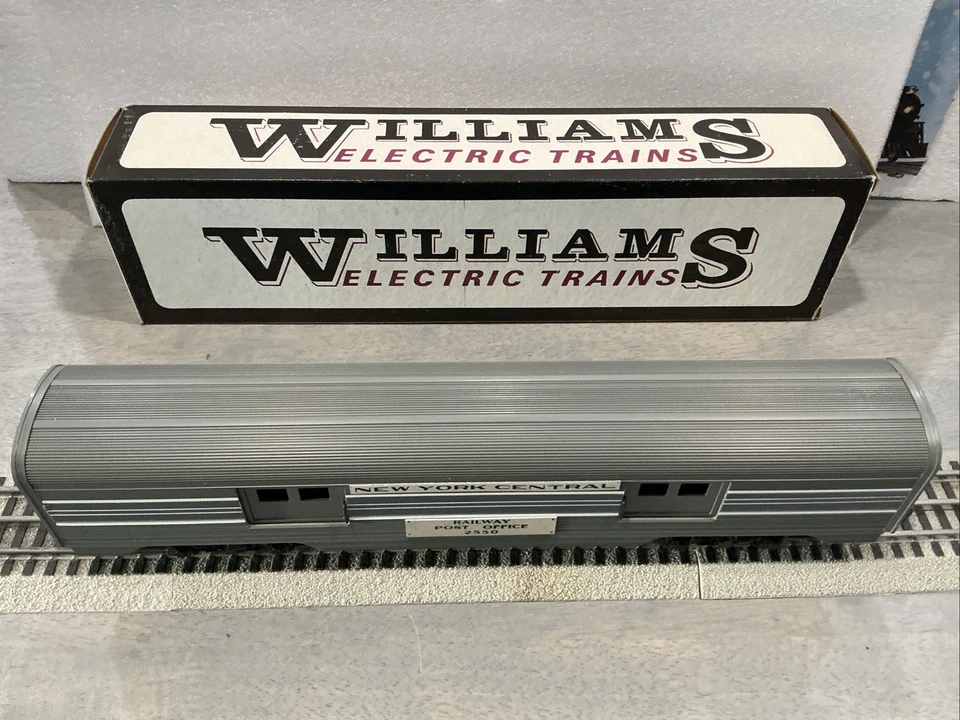 WILLIAMS
ELECTRIC TRAINS
WILLIAMS
ELECTRIC TRAINS
NEW YORK CENTRAL
RAILWAY
POST OFFICE
2550